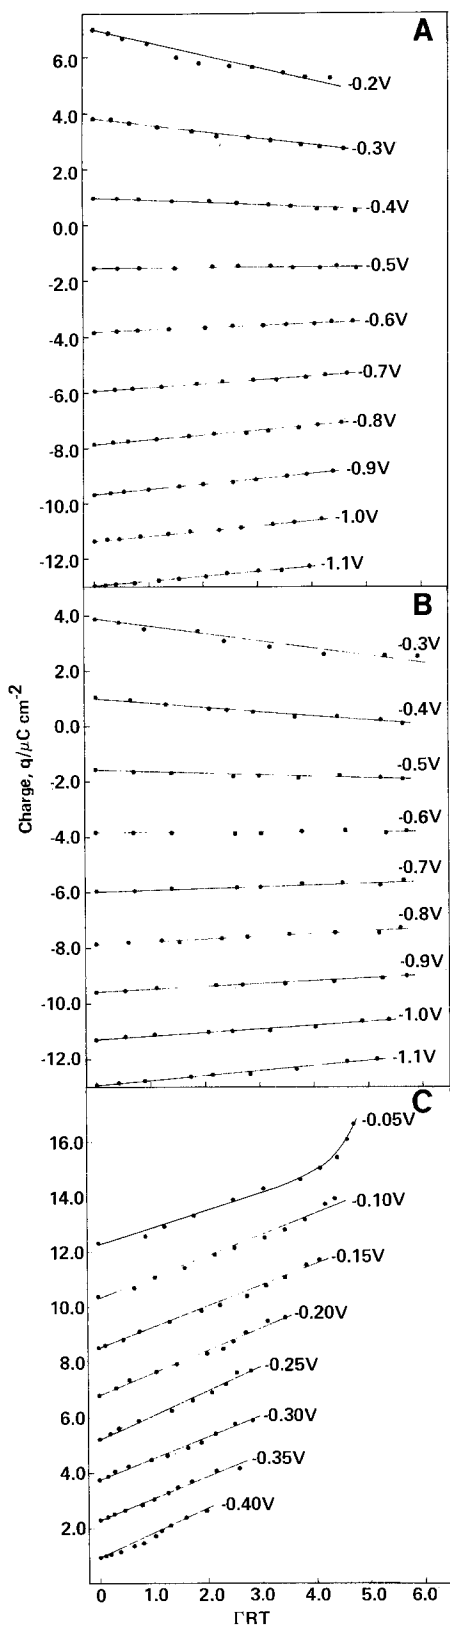 A
6.0
-0.2V
4.0
-0.3V
2.0
-0.4V
0.0
-0.5V
-2.0
-0.6V
-4.0
-0.7V
-6.0
-0.8V
-8.0
-0.9V
-10.0
-1.0V
-12.0
-1.1V
B
4.0
-0.3V
2.0
-0.4V
0.0
-0.5V
-2.0
-0.6V
-4.0
-0.7V
-6.0
-0.8V
-8.0
-0.9V
-10.0
-1.0V
-12.0
-1.1V
Charge, q/μC cm-2
C
-0.05V
16.0
-0.10V
14.0
-0.15V
12.0
-0.20V
10.0
-0.25V
8.0
-0.30V
6.0
-0.35V
4.0
-0.40V
2.0
0 1.0 2.0 3.0 4.0 5.0 6.0
ΓRT